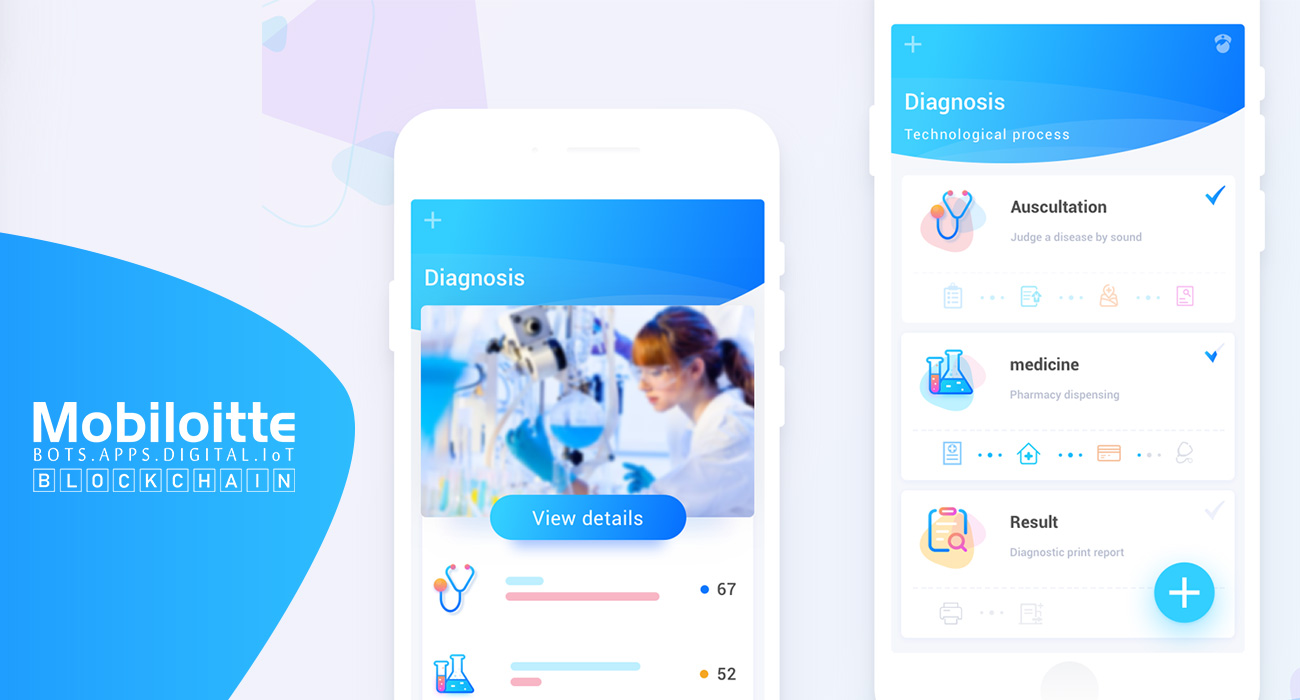 Mobiloitte
BOTS.APPS.DIGITAL.IoT
BLOCKCHAIN
Diagnosis
View details
67
52
Diagnosis
Technological process
Auscultation
Judge a disease by sound
medicine
Pharmacy dispensing
Result
Diagnostic print report